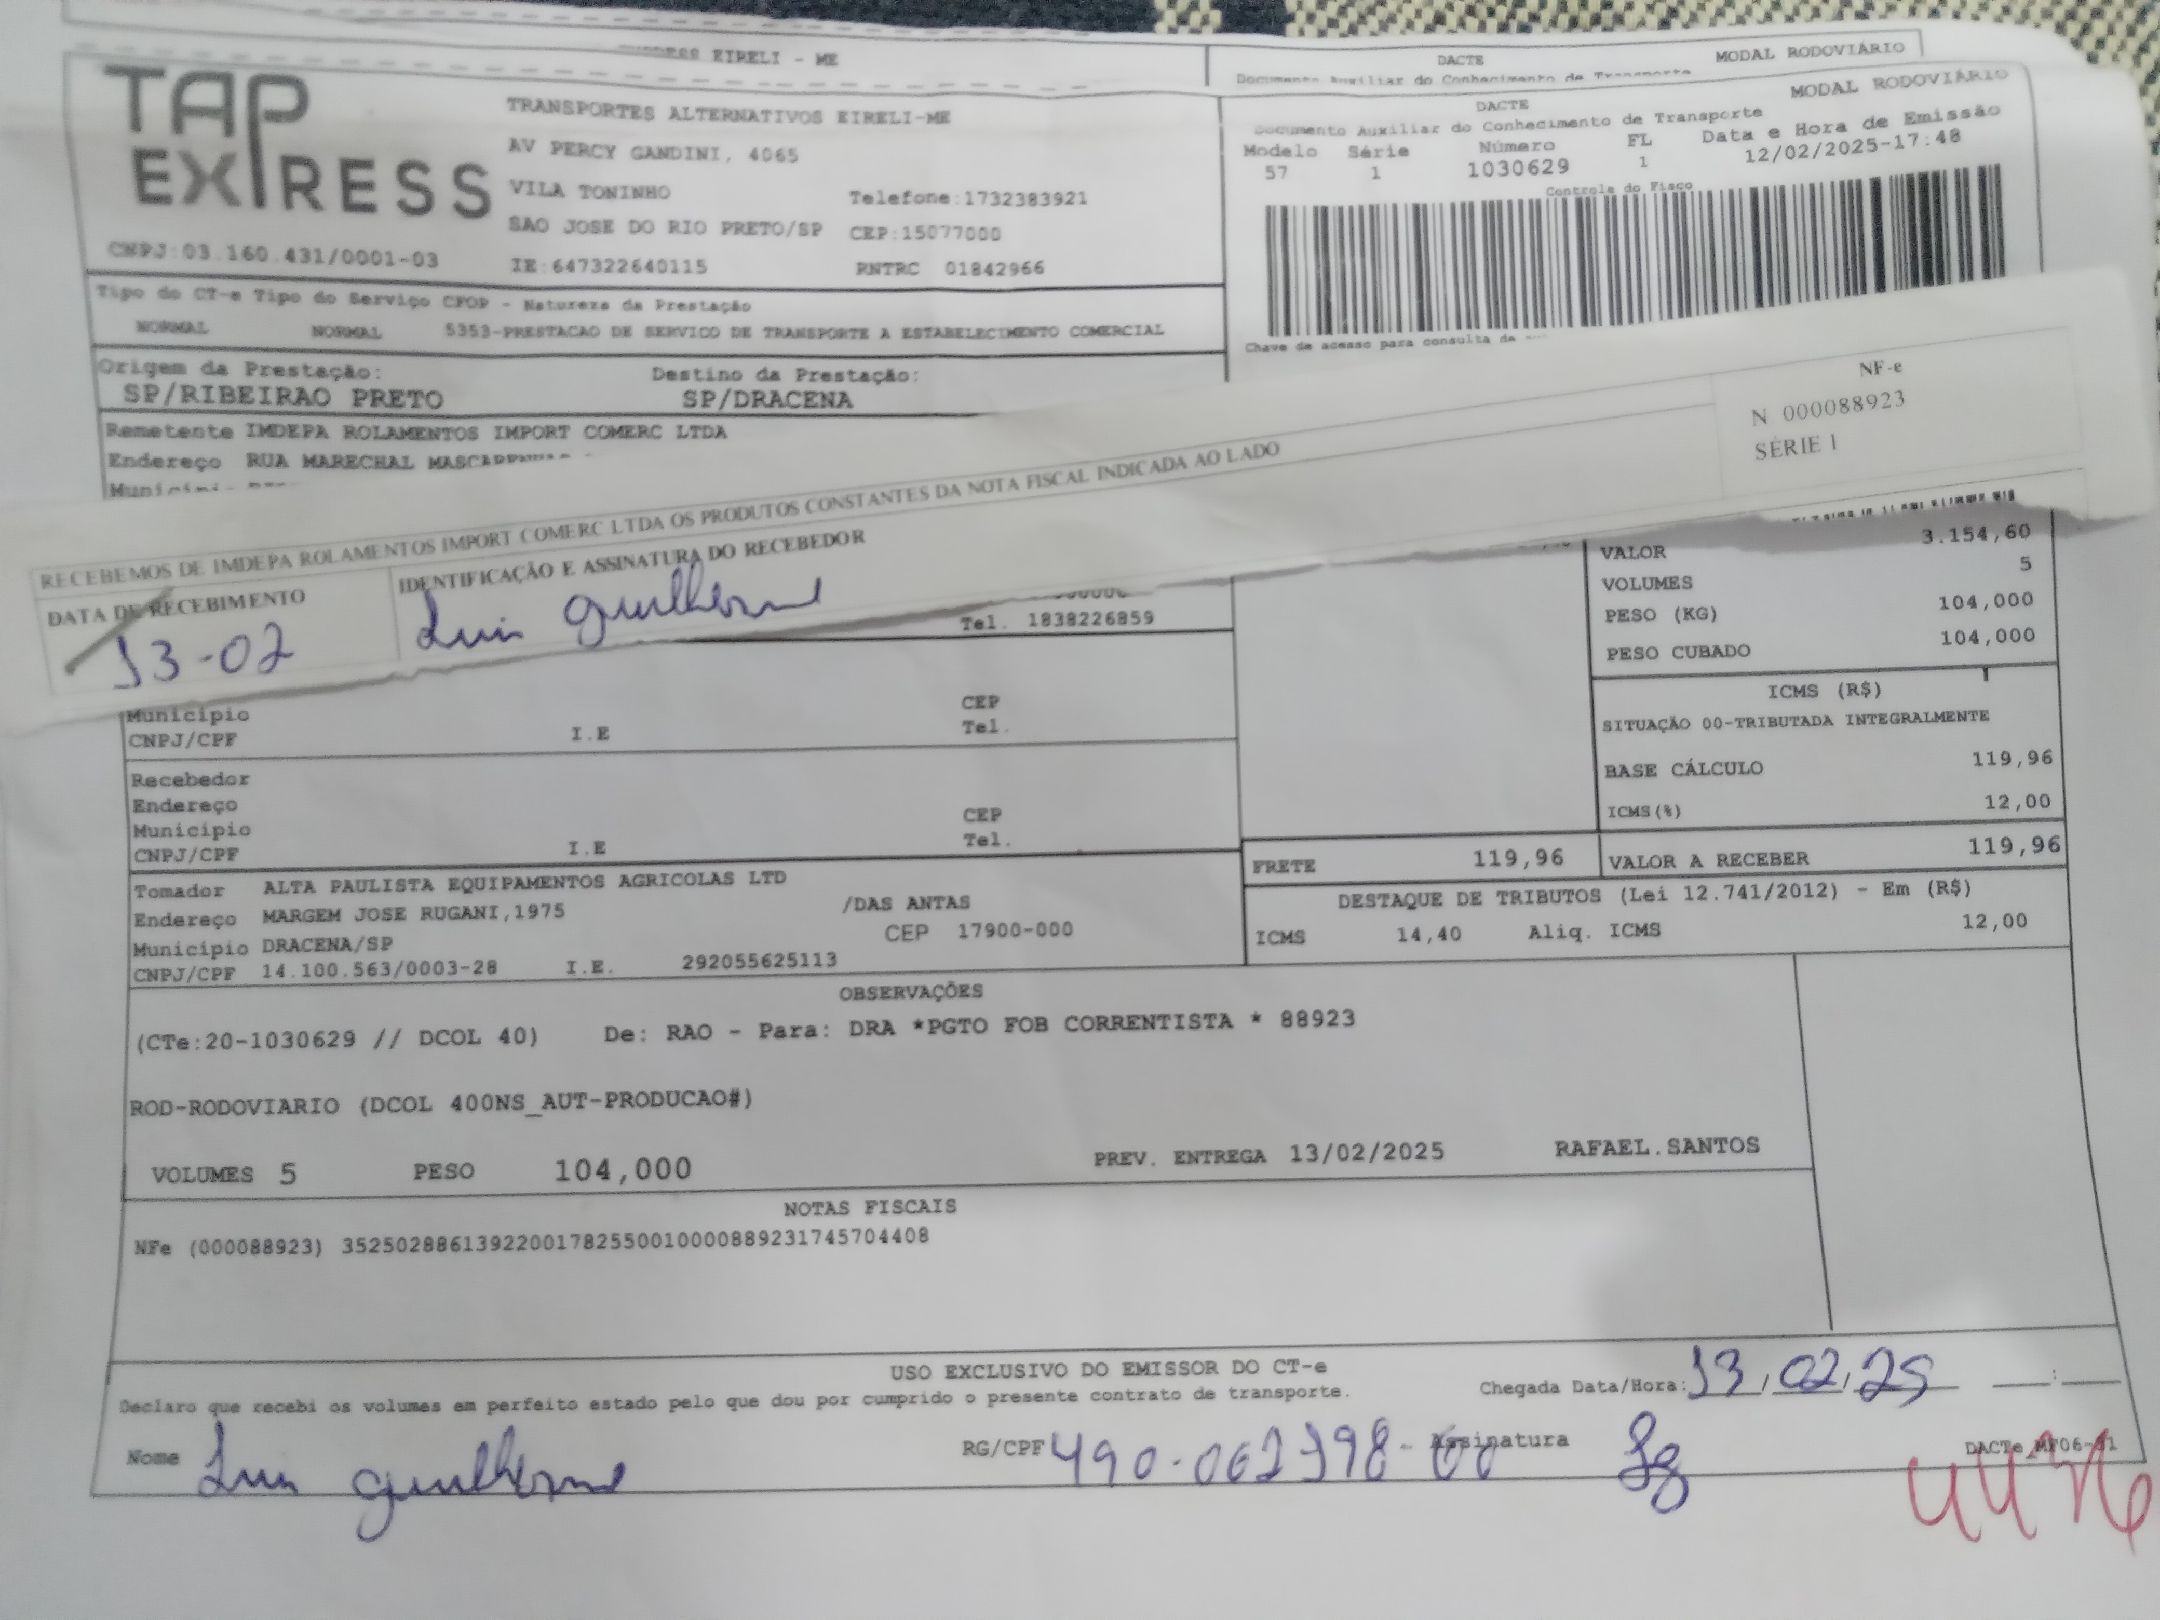 EIRELI - ME
DACTE
MODAL RODOVIÁRIO
Documento Auxiliar do Conhecimento de Transporte
TAP EXPRESS
TRANSPORTES ALTERNATIVOS EIRELI-ME
AV PERCY GANDINI, 4065
VILA TONINHO Telefone:1732383921
SAO JOSE DO RIO PRETO/SP CEP:15077000
CNPJ:03.160.431/0001-03 IE:647322640115 RNTRC 01842966
MODAL RODOVIÁRIO
DACTE
Documento Auxiliar do Conhecimento de Transporte
Modelo Série Número FL Data e Hora de Emissão
57 1 1030629 1 12/02/2025-17:48
Controle do Fisco
Chave de acesso para consulta de
Tipo do CT-e Tipo do Serviço CFOP - Natureza da Prestação
NORMAL NORMAL 5353-PRESTACAO DE SERVICO DE TRANSPORTE A ESTABELECIMENTO COMERCIAL
Origem da Prestação: Destino da Prestação:
SP/RIBEIRAO PRETO SP/DRACENA
Remetente IMDEPA ROLAMENTOS IMPORT COMERC LTDA
Endereço RUA MARECHAL
NF-e
N 000088923
SÉRIE 1
RECEBEMOS DE IMDEPA ROLAMENTOS IMPORT COMERC LTDA OS PRODUTOS CONSTANTES DA NOTA FISCAL INDICADA AO LADO
DATA DE RECEBIMENTO IDENTIFICAÇÃO E ASSINATURA DO RECEBEDOR
13-02 Luis Guilherme
Tel. 1838226859
VALOR 3.154,60
VOLUMES 5
PESO (KG) 104,000
PESO CUBADO 104,000
ICMS (R$)
SITUAÇÃO 00-TRIBUTADA INTEGRALMENTE
BASE CÁLCULO 119,96
ICMS(%) 12,00
Município CEP
CNPJ/CPF I.E Tel.
Recebedor
Endereço
Município CEP
CNPJ/CPF I.E Tel.
FRETE 119,96 VALOR A RECEBER 119,96
Tomador ALTA PAULISTA EQUIPAMENTOS AGRICOLAS LTD
Endereço MARGEM JOSE RUGANI,1975 /DAS ANTAS
Município DRACENA/SP CEP 17900-000
CNPJ/CPF 14.100.563/0003-28 I.E. 292055625113
DESTAQUE DE TRIBUTOS (Lei 12.741/2012) - Em (R$)
ICMS 14,40 Aliq. ICMS 12,00
OBSERVAÇÕES
(CTe:20-1030629 // DCOL 40) De: RAO - Para: DRA *PGTO FOB CORRENTISTA * 88923
ROD-RODOVIARIO (DCOL 400NS_AUT-PRODUCAO#)
VOLUMES 5 PESO 104,000 PREV. ENTREGA 13/02/2025 RAFAEL.SANTOS
NOTAS FISCAIS
NFe (000088923) 35250288613922001782550010000889231745704408
USO EXCLUSIVO DO EMISSOR DO CT-e
Declaro que recebi os volumes em perfeito estado pelo que dou por cumprido o presente contrato de transporte. Chegada Data/Hora: 13/02/25 :
Nome Luis Guilherme RG/CPF Assinatura